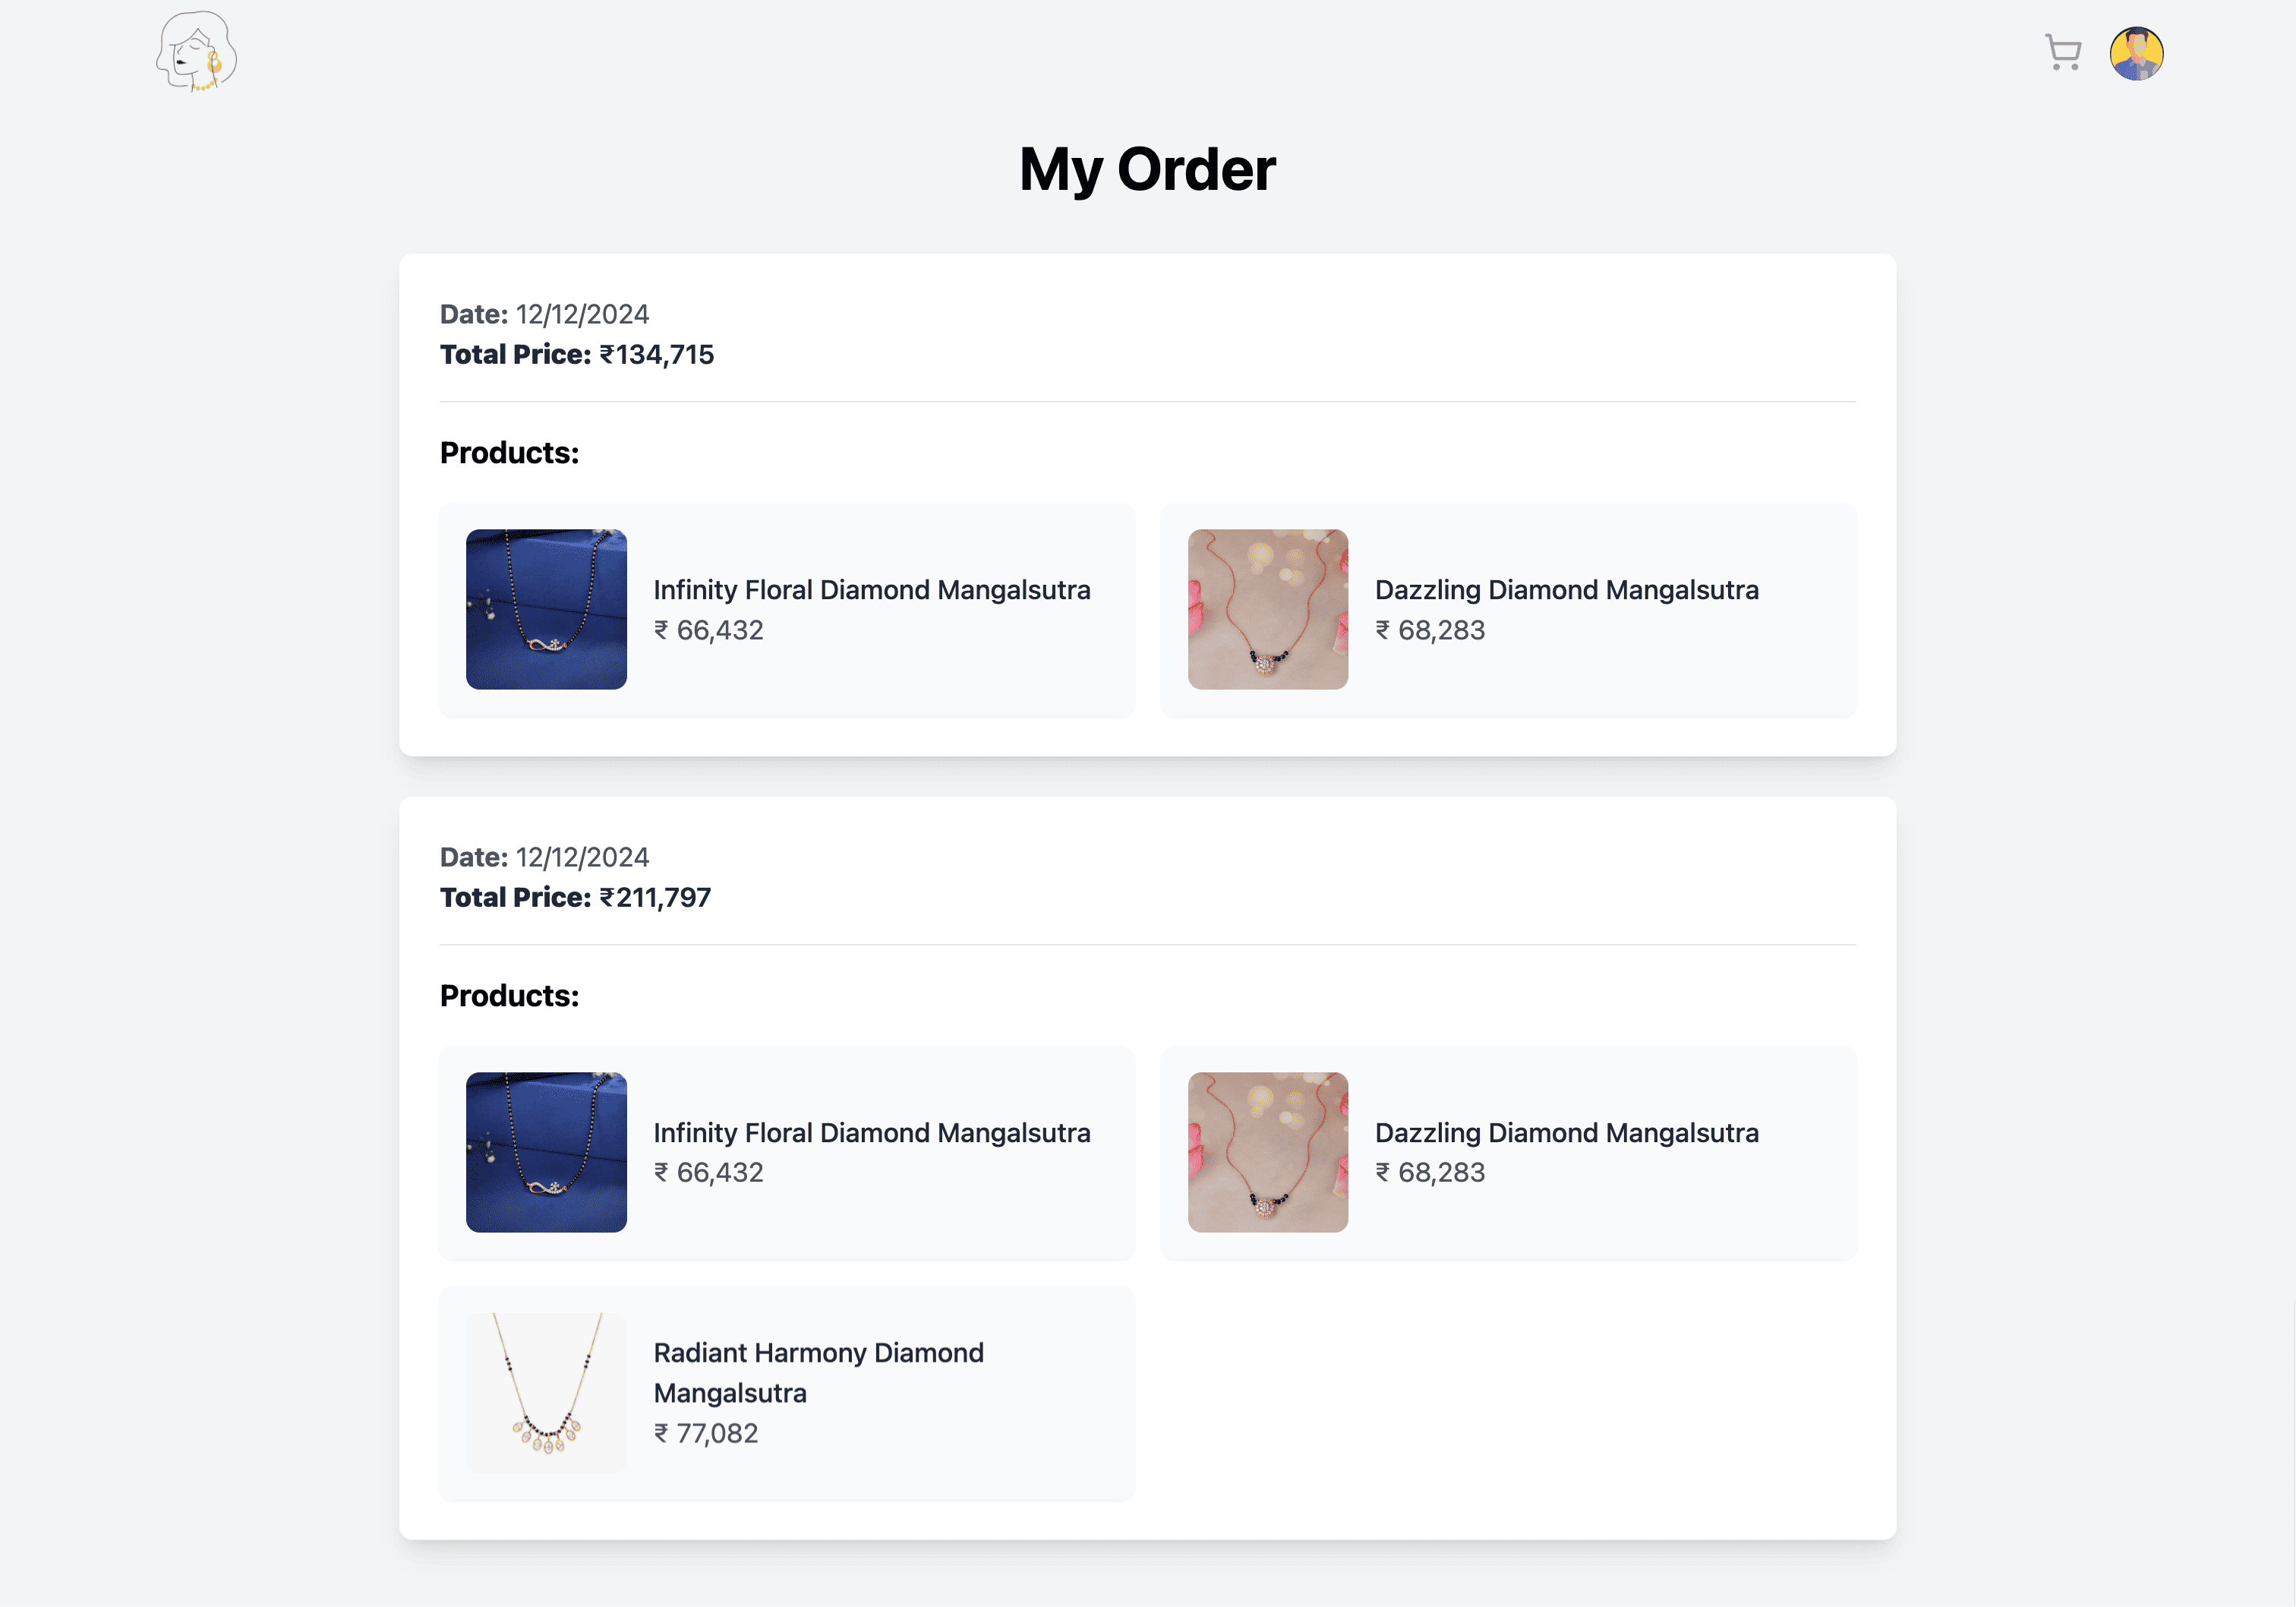 My Order
Date: 12/12/2024
Total Price: ₹134,715
Products:
Infinity Floral Diamond Mangalsutra
₹ 66,432
Dazzling Diamond Mangalsutra
₹ 68,283
Date: 12/12/2024
Total Price: ₹211,797
Products:
Infinity Floral Diamond Mangalsutra
₹ 66,432
Dazzling Diamond Mangalsutra
₹ 68,283
Radiant Harmony Diamond
Mangalsutra
₹ 77,082